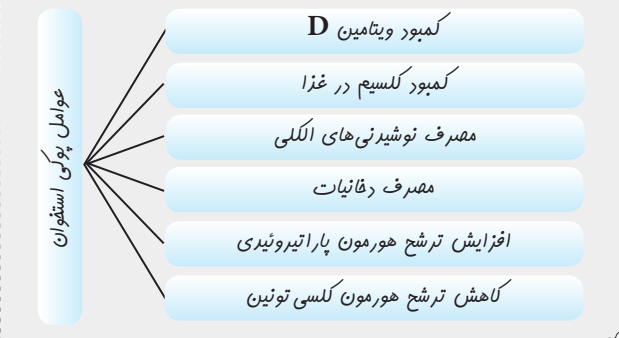 عوامل پوکی استخوان
کمبود ویتامین D
کمبود کلسیم در غذا
مصرف نوشیدنی‌های الکلی
مصرف دخانیات
افزایش ترشح هورمون پاراتیروئیدی
کاهش ترشح هورمون کلسی تونین